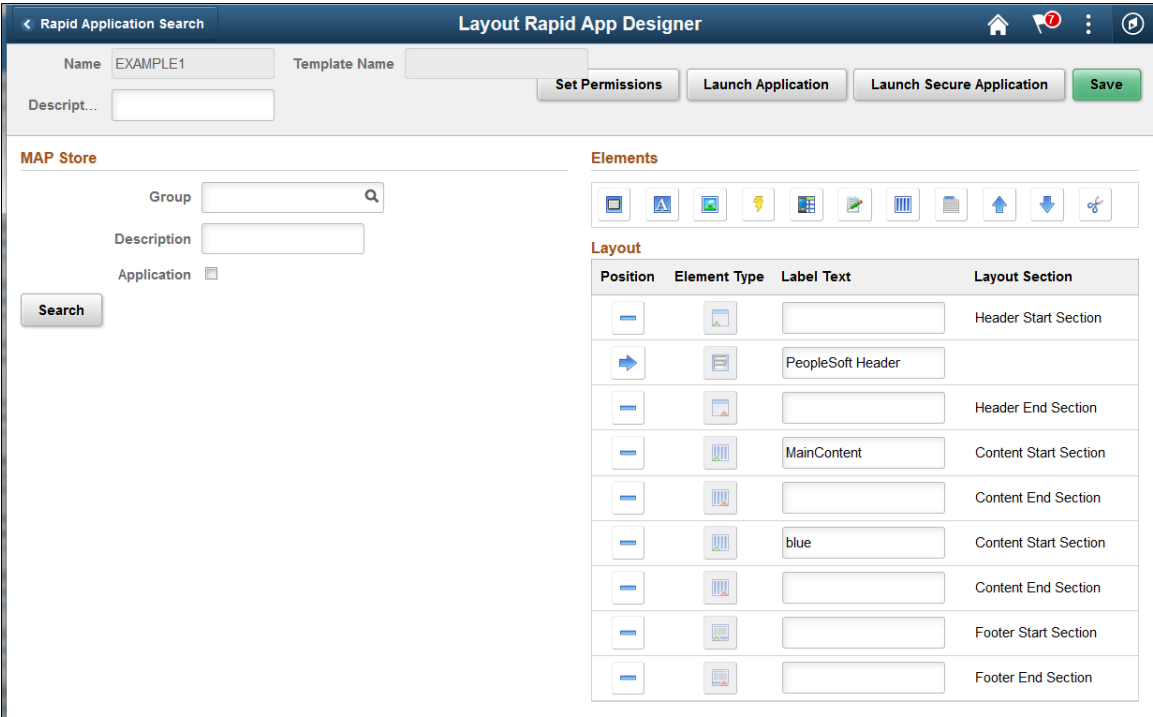 Rapid Application Search
Layout Rapid App Designer
7
Name EXAMPLE1 Template Name
Set Permissions Launch Application Launch Secure Application Save
Descript...
MAP Store
Group
Description
Application
Search
Elements
A
Layout
Position Element Type Label Text Layout Section
Header Start Section
PeopleSoft Header
Header End Section
MainContent Content Start Section
Content End Section
blue Content Start Section
Content End Section
Footer Start Section
Footer End Section